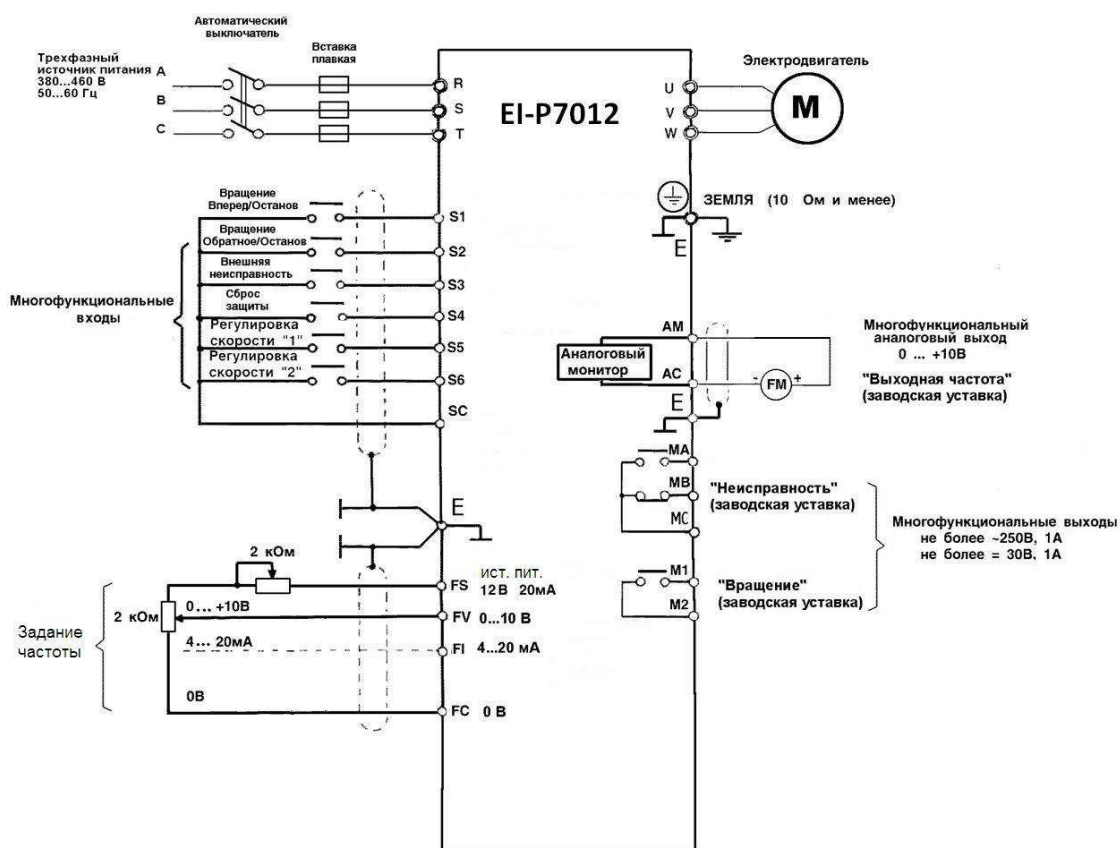 Автоматический
выключатель
Вставка
плавкая
Трехфазный
источник питания
380...460 В
50...60 Гц
A
B
C
R
S
T
EI-P7012
U
V
W
Электродвигатель
M
ЗЕМЛЯ (10 Ом и менее)
E
Вращение
Вперед/Останов
S1
Вращение
Обратное/Останов
S2
Внешняя
неисправность
S3
Сброс
защиты
S4
Регулировка
скорости "1"
S5
Регулировка
скорости "2"
S6
SC
Многофункциональные
входы
AM
Аналоговый
монитор
AC
- FM +
E
Многофункциональный
аналоговый выход
0 ... +10В
"Выходная частота"
(заводская уставка)
MA
MB
MC
"Неисправность"
(заводская уставка)
M1
M2
"Вращение"
(заводская уставка)
Многофункциональные выходы
не более ~250В, 1А
не более = 30В, 1А
E
2 кОм
FS
ист. пит.
12В 20мА
2 кОм
0... +10В
FV 0...10 В
4... 20мА
FI 4...20 мА
0В
FC 0 В
Задание
частоты